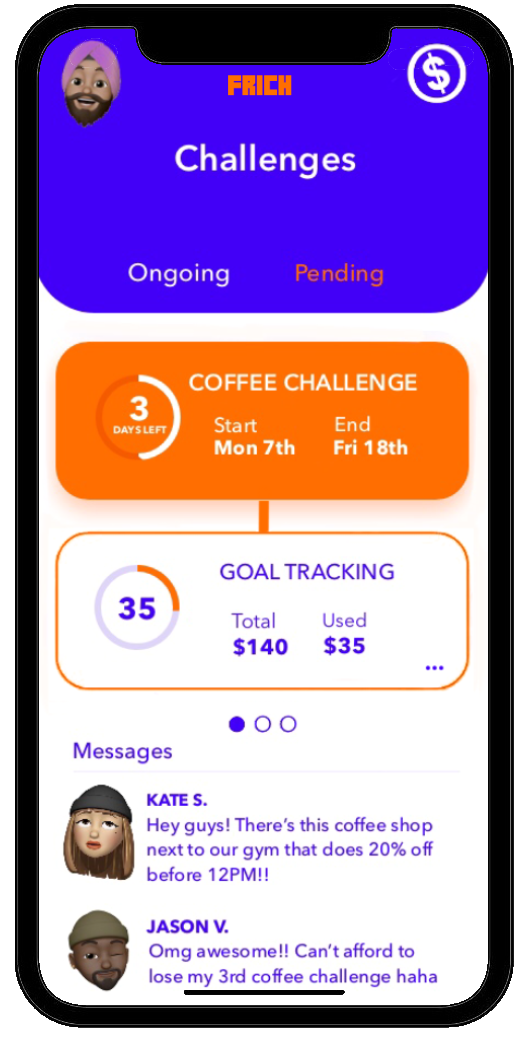 FRICH
$
Challenges
Ongoing Pending
COFFEE CHALLENGE
3
DAYS LEFT
Start End
Mon 7th Fri 18th
GOAL TRACKING
35
Total Used
$140 $35
...
Messages
KATE S.
Hey guys! There's this coffee shop
next to our gym that does 20% off
before 12PM!!
JASON V.
Omg awesome!! Can't afford to
lose my 3rd coffee challenge haha